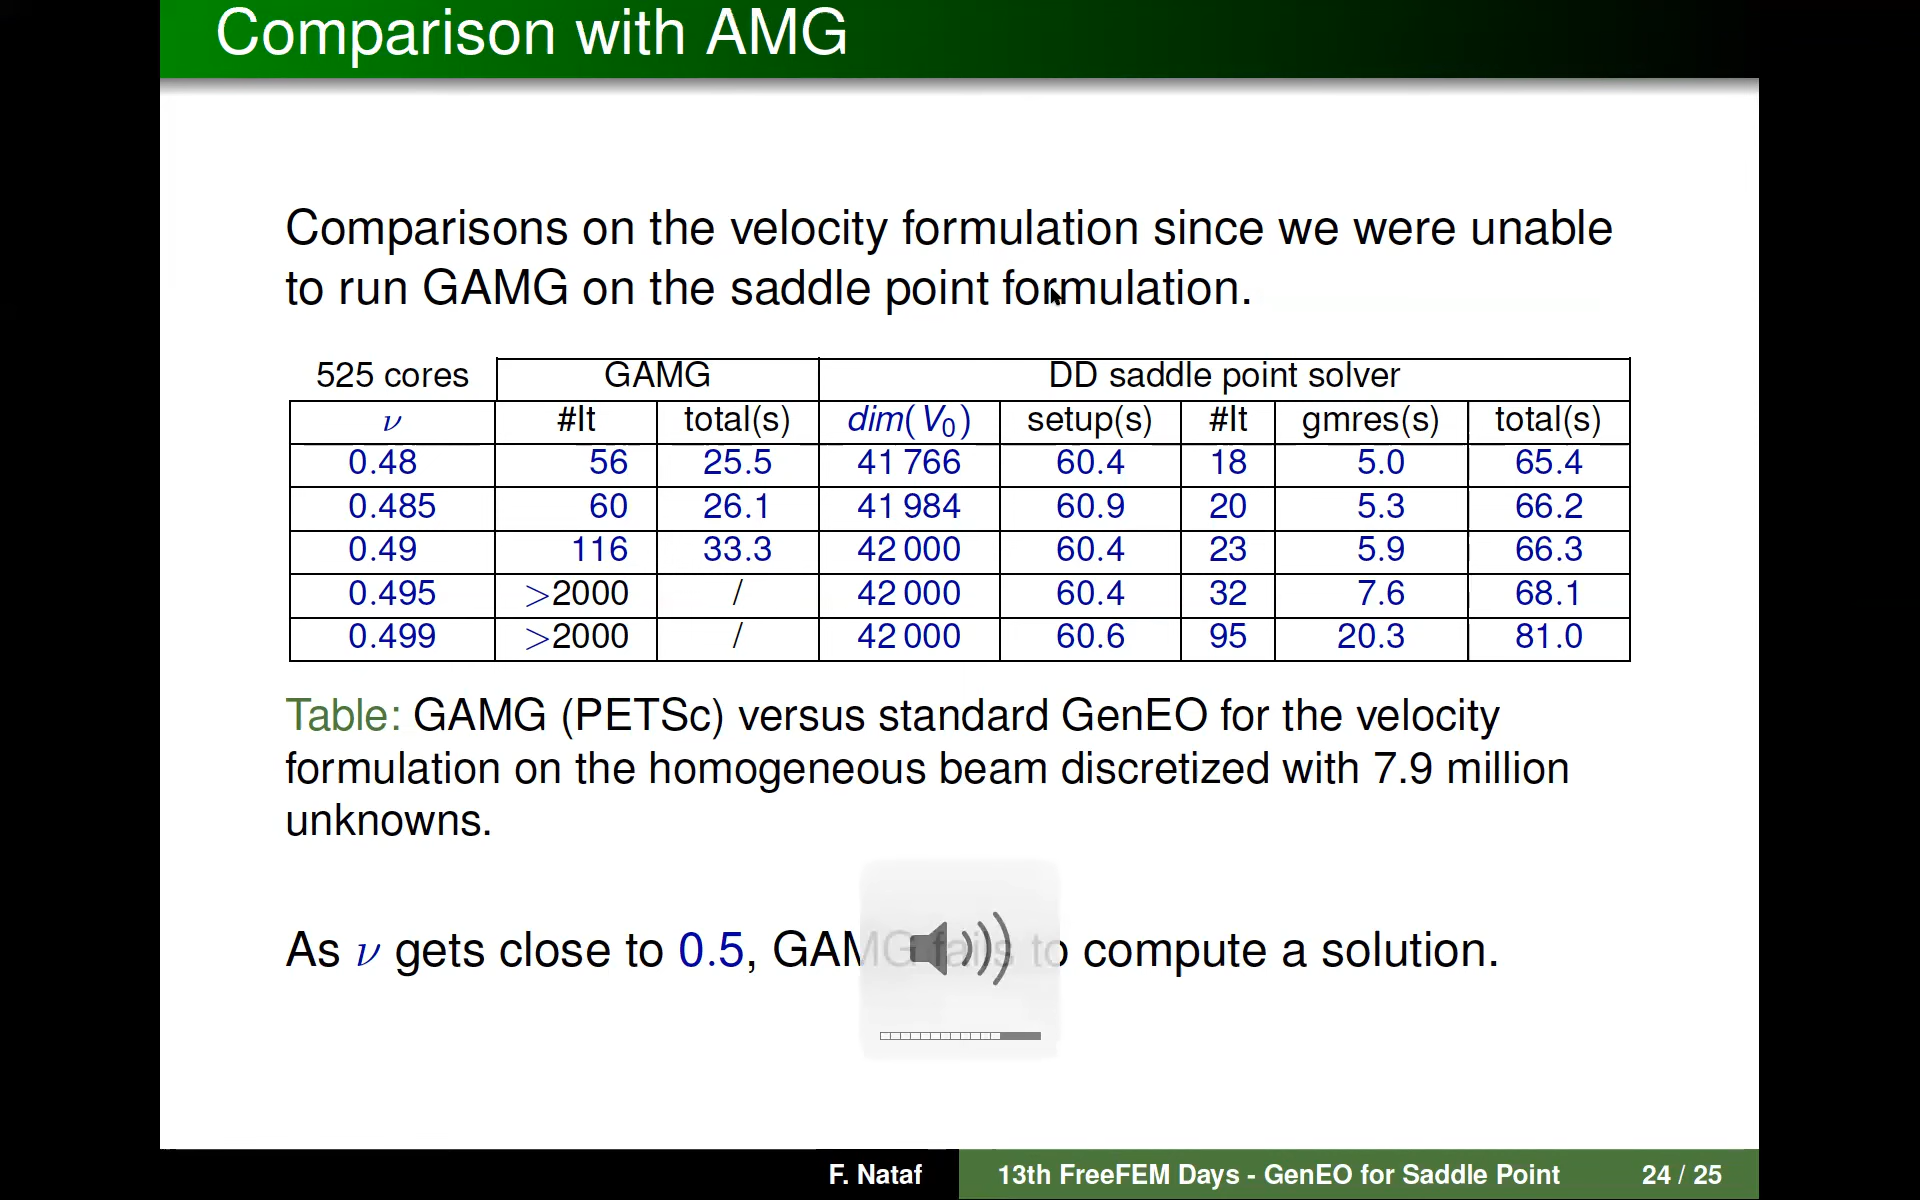 Comparison with AMG
Comparisons on the velocity formulation since we were unable
to run GAMG on the saddle point formulation.
525 cores GAMG DD saddle point solver
ν #It total(s) dim(V₀) setup(s) #It gmres(s) total(s)
0.48 56 25.5 41 766 60.4 18 5.0 65.4
0.485 60 26.1 41 984 60.9 20 5.3 66.2
0.49 116 33.3 42 000 60.4 23 5.9 66.3
0.495 >2000 / 42 000 60.4 32 7.6 68.1
0.499 >2000 / 42 000 60.6 95 20.3 81.0
Table: GAMG (PETSc) versus standard GenEO for the velocity
formulation on the homogeneous beam discretized with 7.9 million
unknowns.
As ν gets close to 0.5, GAMG fails to compute a solution.
F. Nataf 13th FreeFEM Days - GenEO for Saddle Point 24 / 25